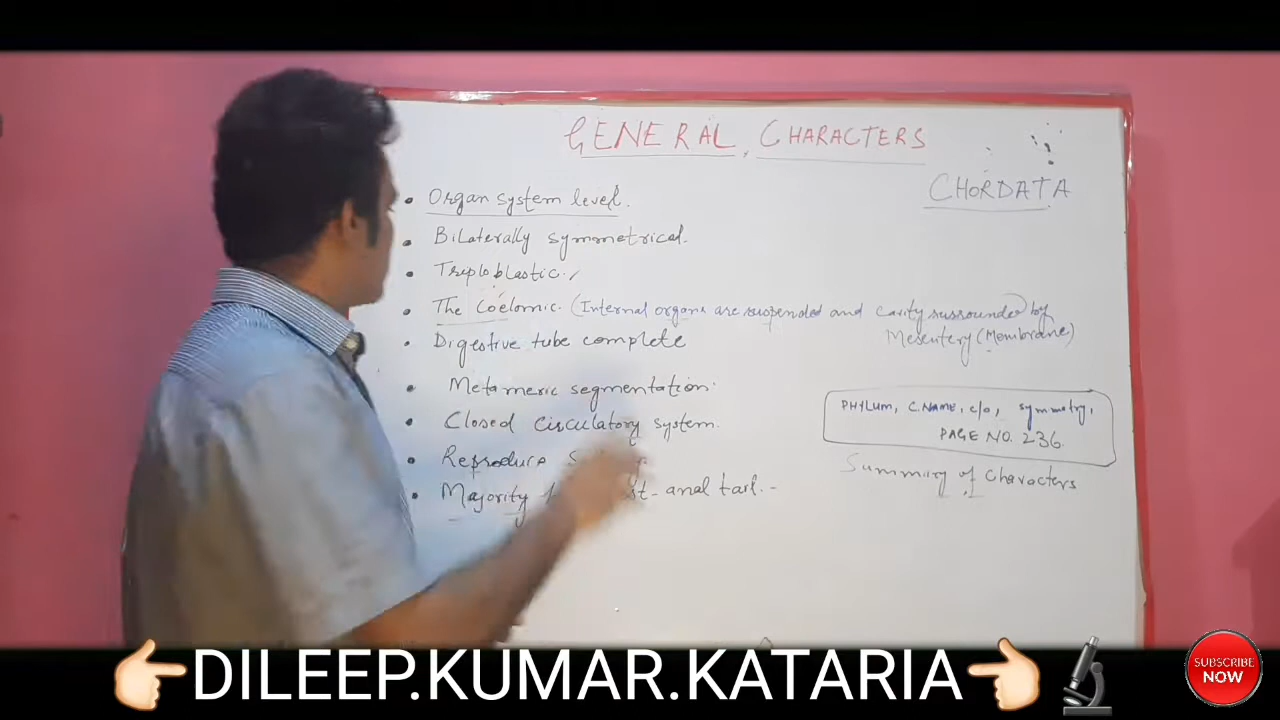 GENERAL, CHARACTERS
CHORDATA
• Organ system level.
• Bilaterally symmetrical.
• Treploblastic.
• The Coelomic. (Internal organs are suspended and cavity surrounded by
Mesentery (Membrane)
• Digestive tube complete
• Metameric segmentation.
• Closed circulatory system.
• Reproduce
• Majority anal tail.-
PHYLUM, C.NAME, c/o, symmetry,
PAGE NO. 236.
Summary of Characters
DILEEP.KUMAR.KATARIA
SUBSCRIBE
NOW